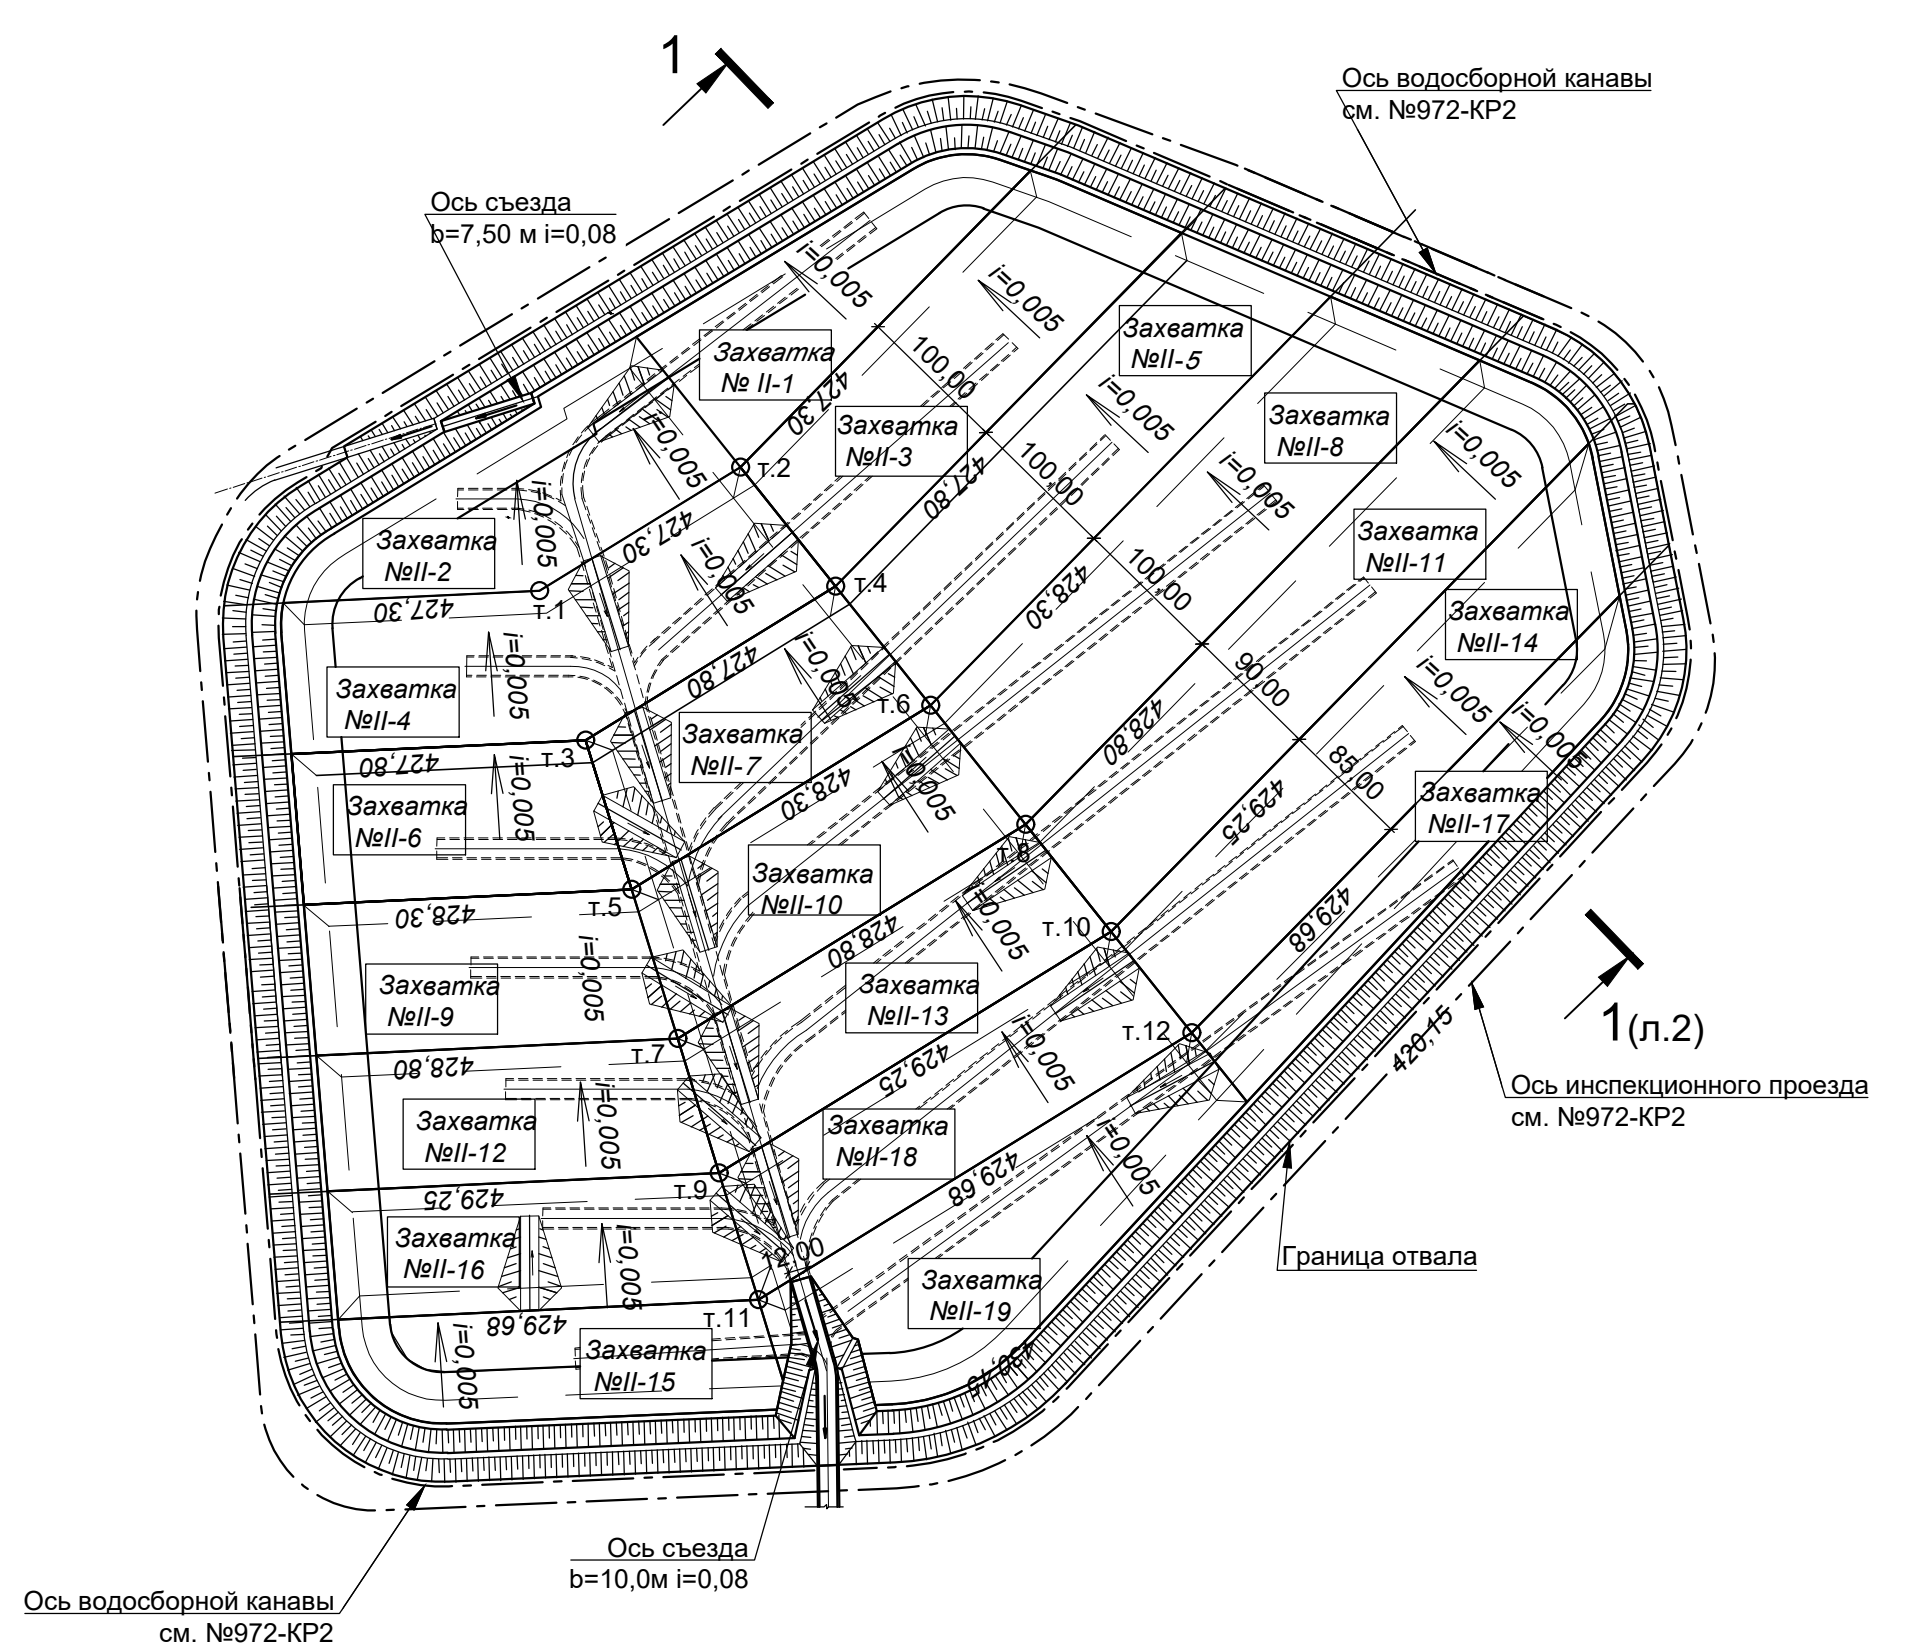 1
Ось водосборной канавы
см. №972-КР2
Ось съезда
b=7,50 м i=0,08
i=0,005
i=0,005
Захватка
№II-5
Захватка
№ II-1
100,00
427,30
i=0,005
i=0,005
Захватка
№II-3
Захватка
№II-8
i=0,005
т.2
100,00
427,80
i=0,005
i=0,005
427,30
Захватка
№II-2
Захватка
№II-11
i=0,005
т.4
100,00
428,30
т.1
427,30
Захватка
№II-14
i=0,005
427,80
i=0,005
90,00
i=0,005
Захватка
№II-4
т.6
428,80
i=0,005
т.3
427,80
Захватка
№II-7
85,00
i=0,005
Захватка
№II-6
428,30
i=0,005
429,25
Захватка
№II-17
т.8
Захватка
№II-10
т.5
428,30
i=0,005
428,80
429,68
т.10
i=0,005
Захватка
№II-9
Захватка
№II-13
т.12
1(л.2)
420,15
т.7
428,80
429,25
i=0,005
Ось инспекционного проезда
см. №972-КР2
Захватка
№II-12
i=0,005
Захватка
№II-18
i=0,005
т.9
429,25
429,68
Захватка
№II-16
12,00
i=0,005
Граница отвала
Захватка
№II-19
т.11
429,68
i=0,005
Захватка
№II-15
Ось съезда
b=10,0м i=0,08
Ось водосборной канавы
см. №972-КР2